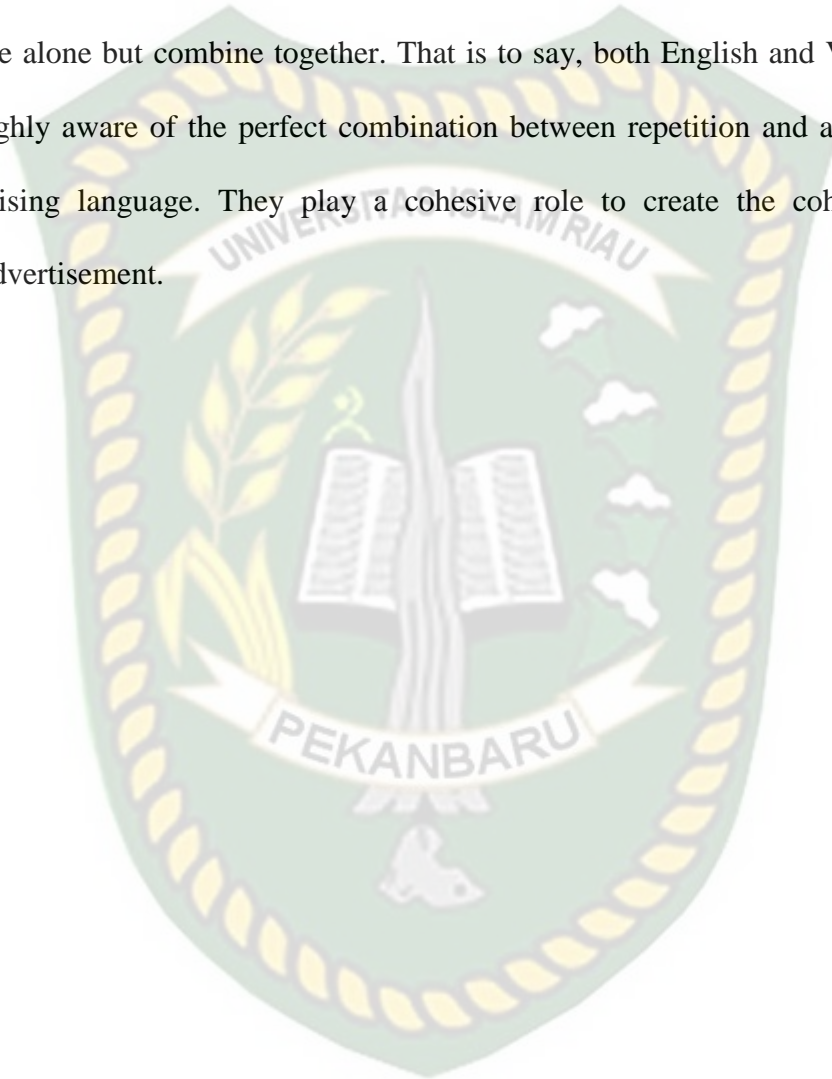 e alone but combine together. That is to say, both English and V
ghly aware of the perfect combination between repetition and a
ising language. They play a cohesive role to create the coh
dvertisement.
UNIVERSITAS ISLAM RIAU
PEKANBARU